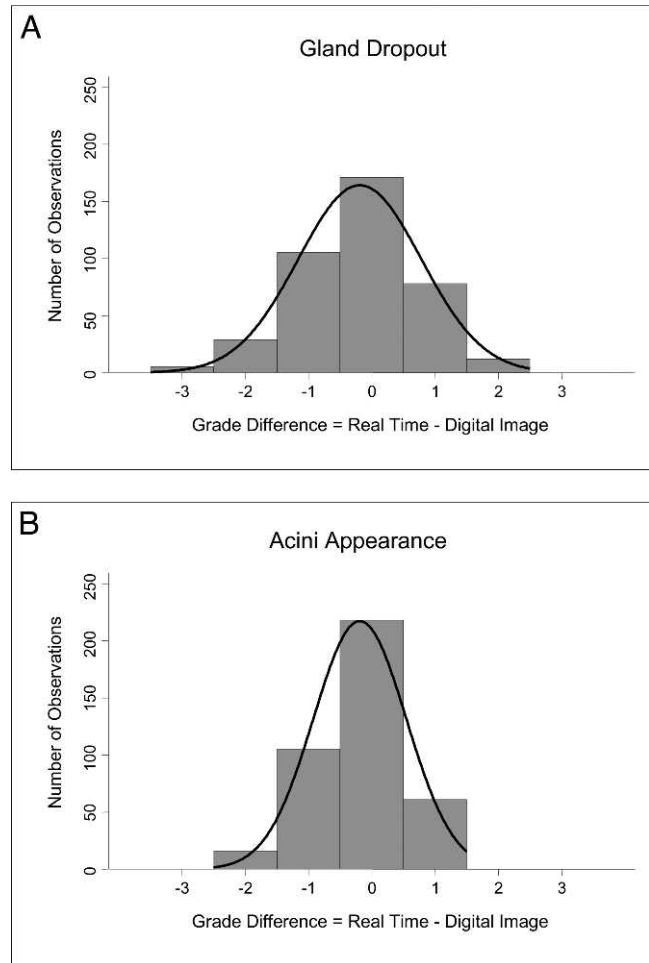 A
Gland Dropout
250
200
150
100
50
0
Number of Observations
-3 -2 -1 0 1 2 3
Grade Difference = Real Time - Digital Image
B
Acini Appearance
250
200
150
100
50
0
Number of Observations
-3 -2 -1 0 1 2 3
Grade Difference = Real Time - Digital Image